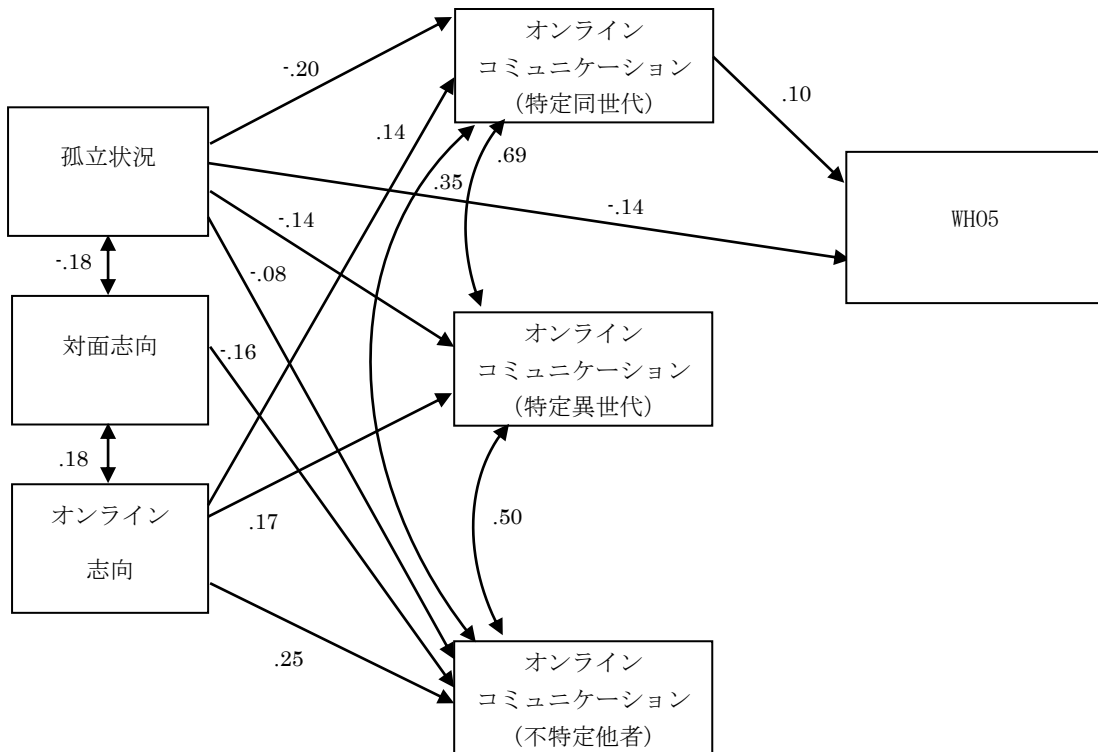 オンライン
コミュニケーション
（特定同世代）
-.20
.10
.14
孤立状況
.69
.35
-.14
WHO5
-.14
-.18
-.08
オンライン
コミュニケーション
（特定異世代）
対面志向
-.16
.18
オンライン
志向
.17
.50
.25
オンライン
コミュニケーション
（不特定他者）